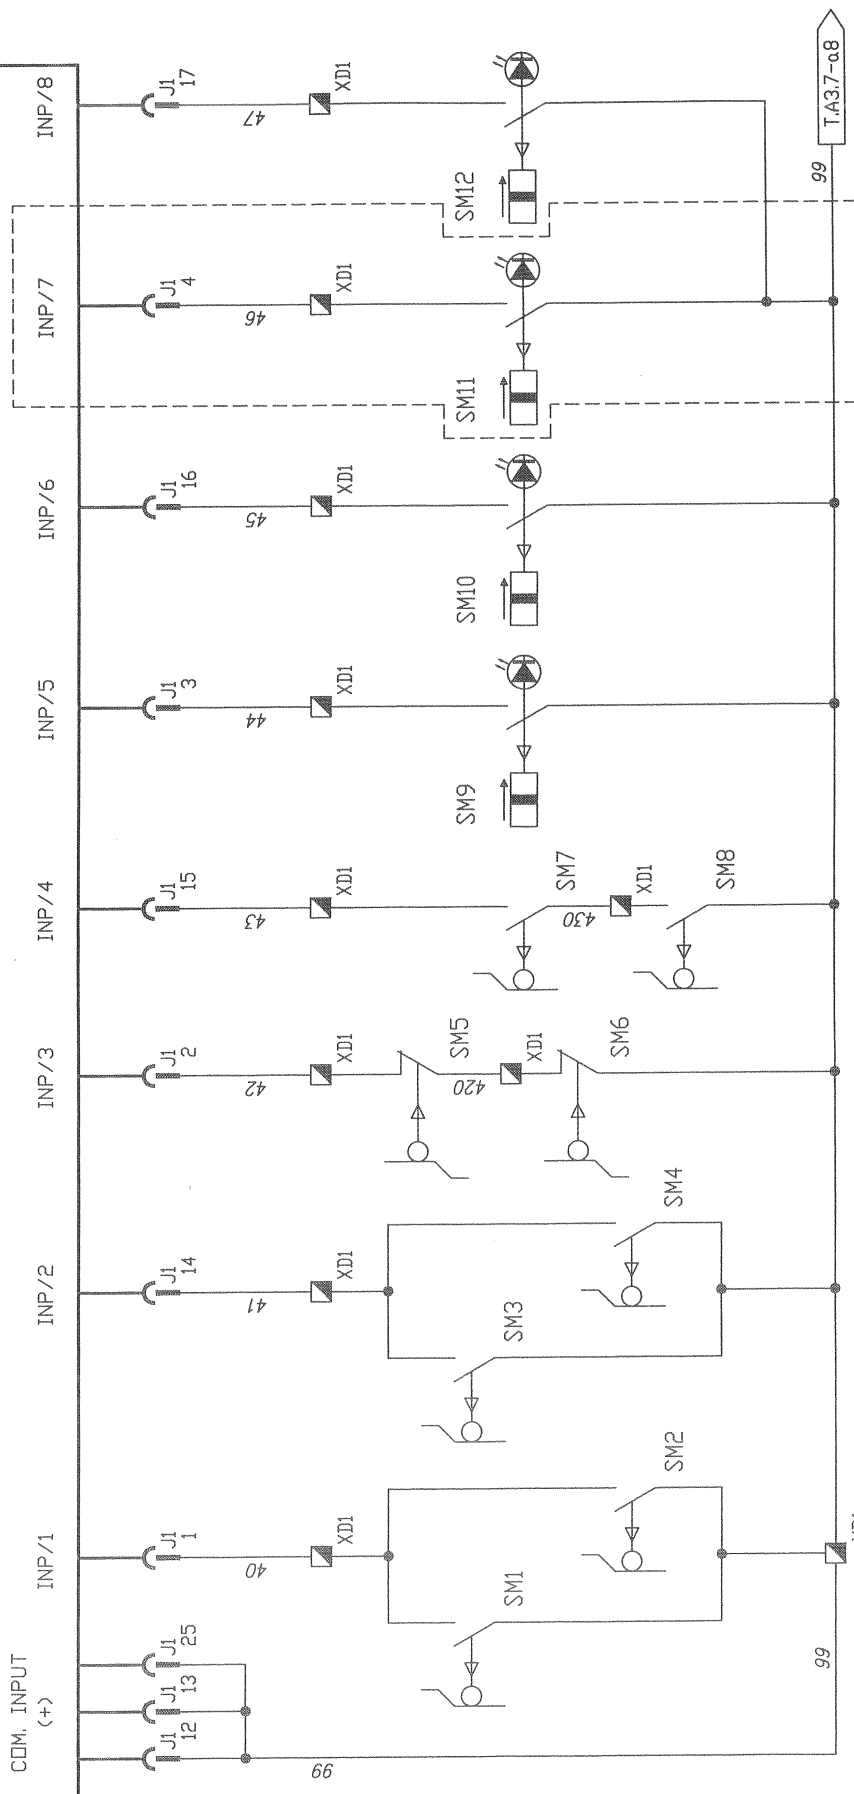 COM. INPUT
(+)
INP/1
INP/2
INP/3
INP/4
INP/5
INP/6
INP/7
INP/8
J1
12
J1
13
J1
25
J1
1
J1
14
J1
2
J1
15
J1
3
J1
16
J1
4
J1
17
99
40
41
42
43
44
45
46
47
XD1
XD1
XD1
XD1
XD1
XD1
XD1
XD1
SM1
SM2
SM3
SM4
SM5
420
XD1
SM6
SM7
430
XD1
SM8
SM9
SM10
SM11
SM12
99
99
T.A3.7-a8